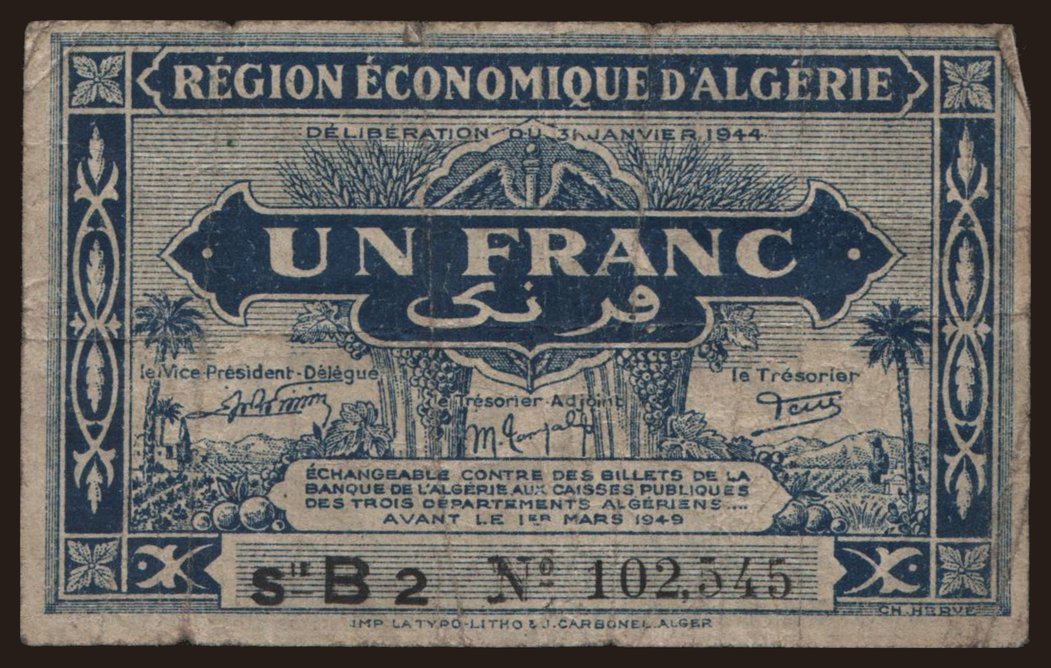 RÉGION ÉCONOMIQUE D'ALGÉRIE
DÉLIBÉRATION DU 31 JANVIER 1944
UN FRANC
فرنك
le Vice-Président-Délégué
le Trésorier
le Trésorier-Adjoint
ÉCHANGEABLE CONTRE DES BILLETS DE LA
BANQUE DE L'ALGÉRIE AUX CAISSES PUBLIQUES
DES TROIS DÉPARTEMENTS ALGÉRIENS....
AVANT LE 1ER MARS 1949
SIE B2 No 102,545
CH. HERVÉ
IMP. LA TYPO-LITHO & J. CARBONEL. ALGER